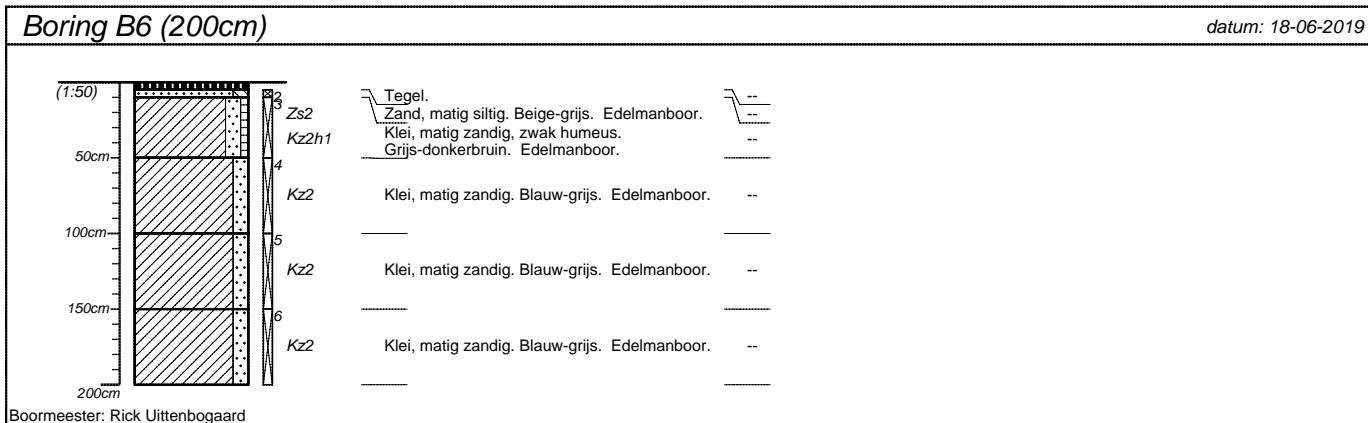 Boring B6 (200cm)
datum: 18-06-2019
(1:50)
2 Tegel. --
3 Zs2 Zand, matig siltig. Beige-grijs. Edelmanboor. --
Kz2h1 Klei, matig zandig, zwak humeus. --
Grijs-donkerbruin. Edelmanboor.
50cm
4
Kz2 Klei, matig zandig. Blauw-grijs. Edelmanboor. --
100cm
5
Kz2 Klei, matig zandig. Blauw-grijs. Edelmanboor. --
150cm
6
Kz2 Klei, matig zandig. Blauw-grijs. Edelmanboor. --
200cm
Boormeester: Rick Uittenbogaard